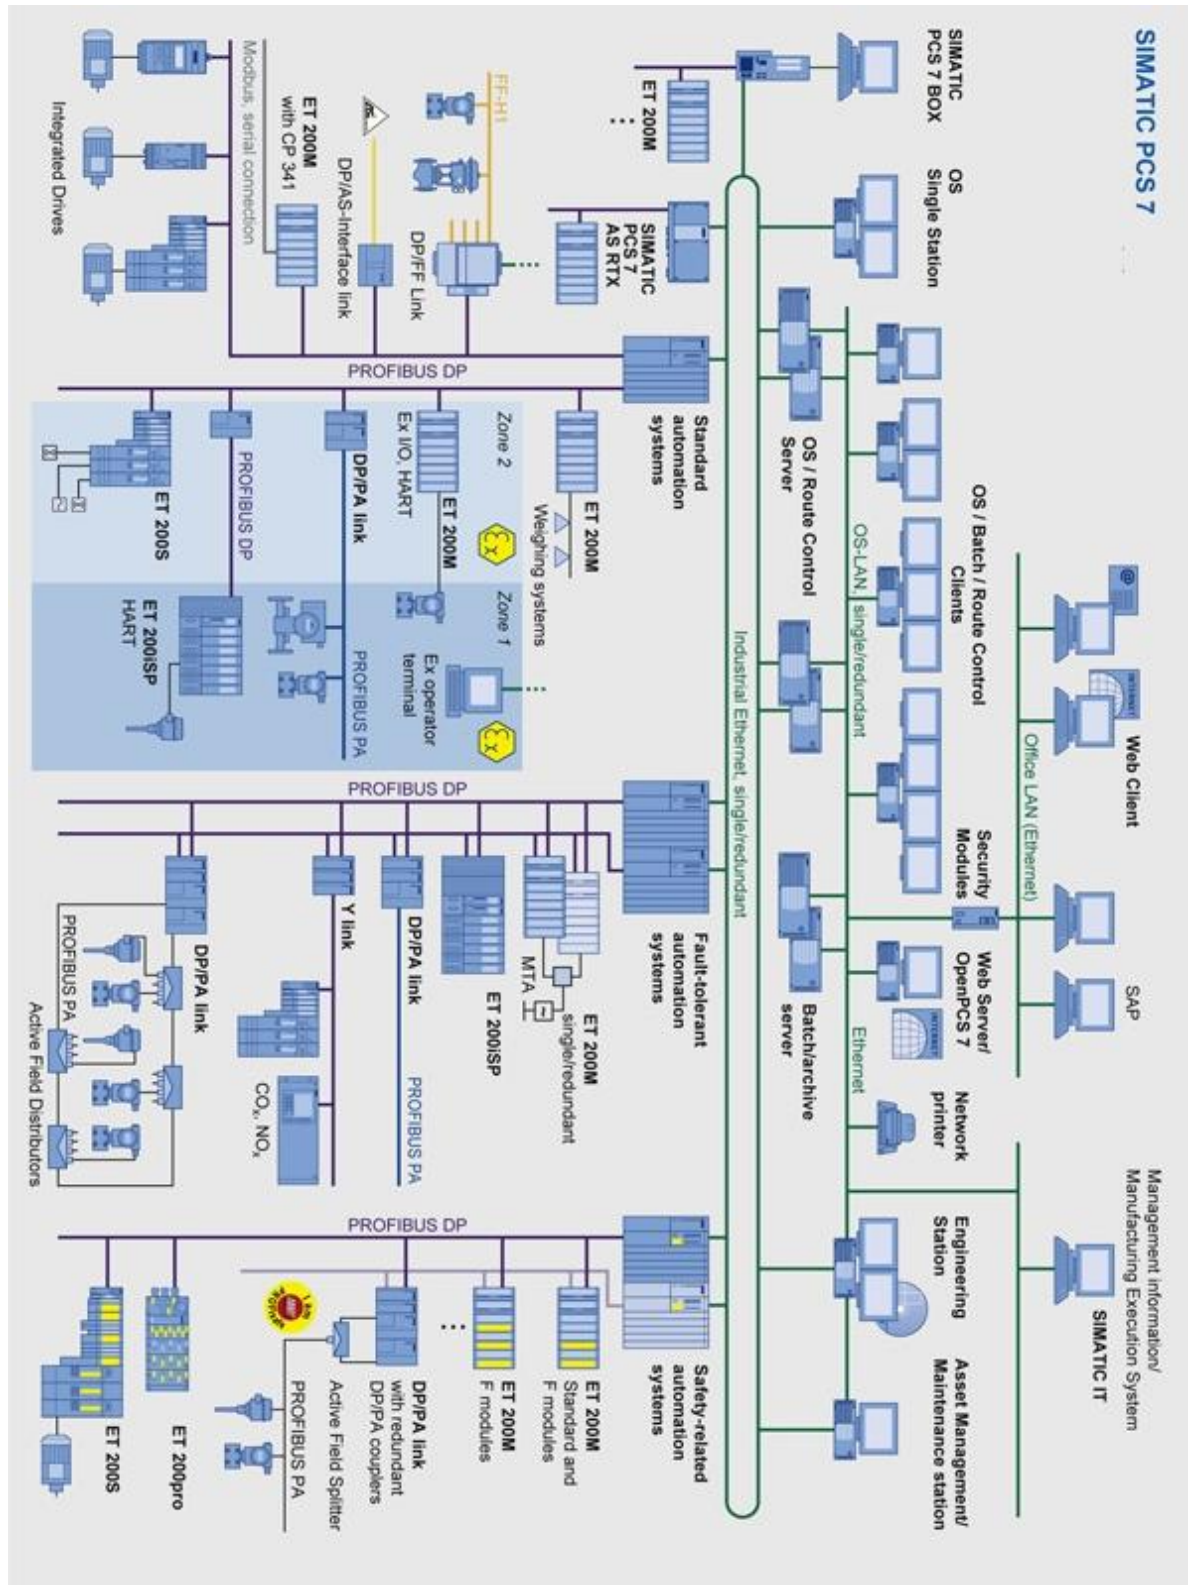 SIMATIC PCS 7
Management information/
Manufacturing Execution System
Web Client
SAP
SIMATIC IT
INTERNET
@
Office LAN (Ethernet)
SIMATIC
PCS 7 BOX
OS
Single Station
OS / Batch / Route Control
Clients
Security
Modules
Web Server/
OpenPCS 7
INTERNET
Network
printer
Engineering
Station
Asset Management/
Maintenance station
OS-LAN, single/redundant
Ethernet
OS / Route Control
Server
Batch/archive
server
Industrial Ethernet, single/redundant
ET 200M
SIMATIC
PCS 7
AS RTX
Standard
automation
systems
Fault-tolerant
automation
systems
Safety-related
automation
systems
FF-H1
DP/FF Link
DP/AS-Interface link
ET 200M
with CP 341
Modbus, serial connection
Integrated Drives
PROFIBUS DP
ET 200M
Weighing systems
Zone 2
Ex
Zone 1
Ex
Ex operator
terminal
ET 200M
Ex I/O, HART
DP/PA link
PROFIBUS PA
PROFIBUS DP
ET 200iSP
HART
ET 200S
PROFIBUS DP
ET 200M
single/redundant
MTA
ET 200iSP
DP/PA link
PROFIBUS PA
Y link
COx, NOx
DP/PA link
PROFIBUS PA
Active Field Distributors
PROFIBUS DP
ET 200M
Standard and
F modules
ET 200M
F modules
DP/PA link
with redundant
DP/PA couplers
Active Field Splitter
PROFIBUS PA
ET 200pro
ET 200S